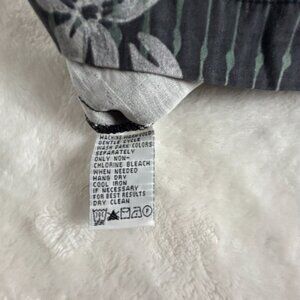 MACHINE WASH COLD
GENTLE CYCLE
WASH DARK COLORS
SEPARATELY
ONLY NON-
CHLORINE BLEACH
WHEN NEEDED
HANG DRY
COOL IRON
IF NECESSARY
FOR BEST RESULTS
DRY CLEAN